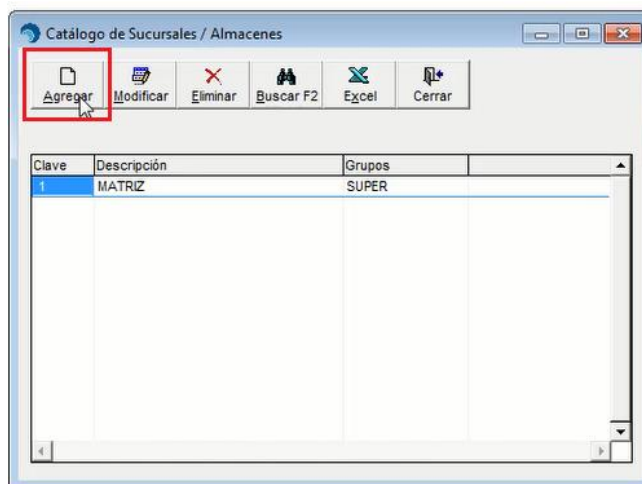 Catálogo de Sucursales / Almacenes
Agregar Modificar Eliminar Buscar F2 Excel Cerrar
Clave Descripción Grupos
1 MATRIZ SUPER